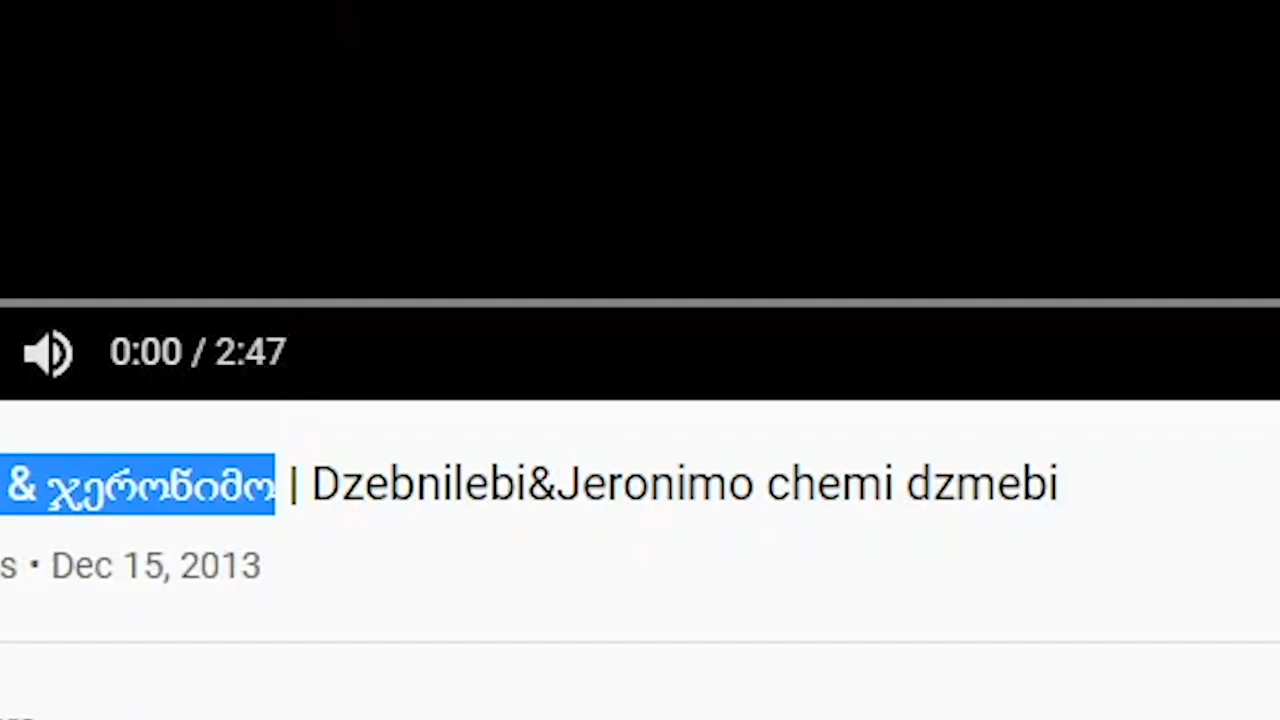 0:00 / 2:47
& ჯერონიმო | Dzebnilebi&Jeronimo chemi dzmebi
s • Dec 15, 2013